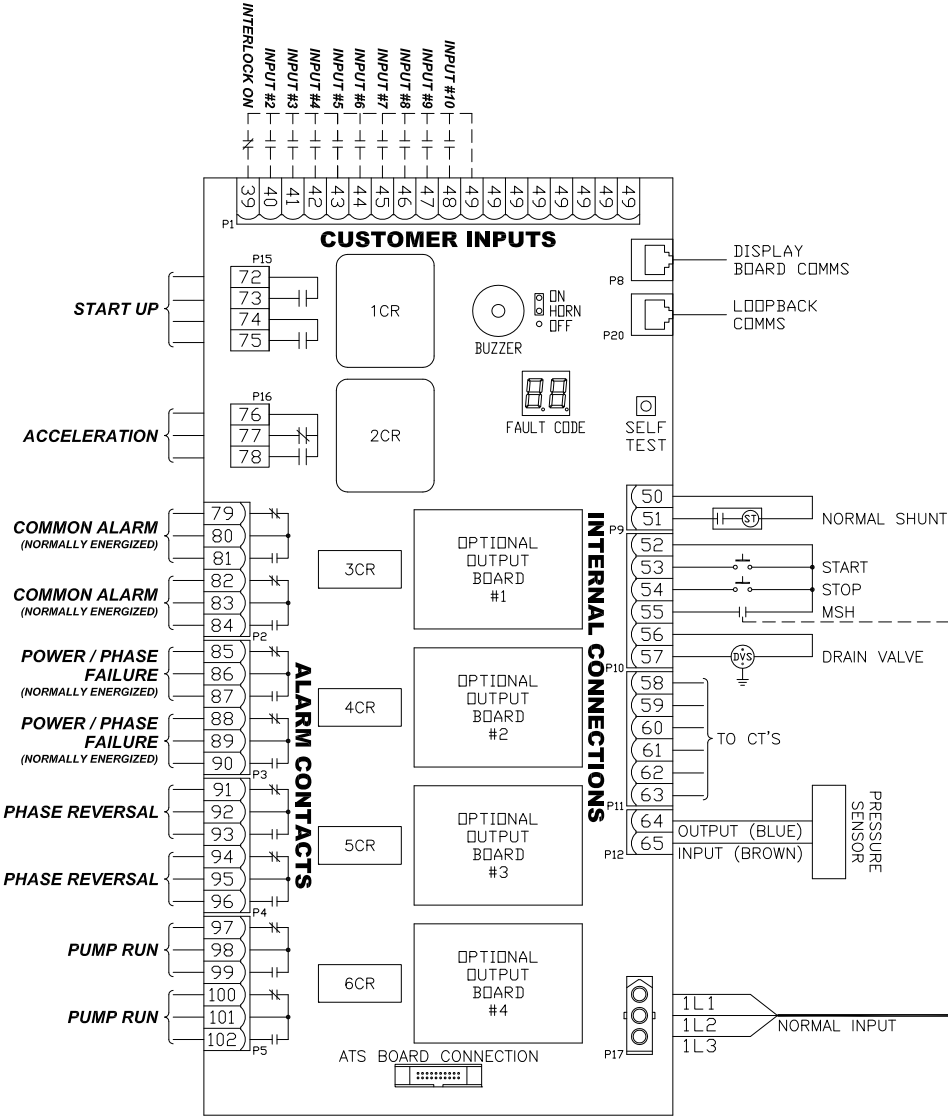 INTERLOCK ON
INPUT #2
INPUT #3
INPUT #4
INPUT #5
INPUT #6
INPUT #7
INPUT #8
INPUT #9
INPUT #10
39 40 41 42 43 44 45 46 47 48 49 49 49 49 49 49 49 49
P1
CUSTOMER INPUTS
START UP
P15
72
73
74
75
1CR
BUZZER
ON
HORN
OFF
P8
DISPLAY
BOARD COMMS
P20
LOOPBACK
COMMS
ACCELERATION
P16
76
77
78
2CR
FAULT CODE
SELF
TEST
COMMON ALARM
(NORMALLY ENERGIZED)
79
80
81
COMMON ALARM
(NORMALLY ENERGIZED)
82
83
84
P2
POWER / PHASE
FAILURE
(NORMALLY ENERGIZED)
85
86
87
POWER / PHASE
FAILURE
(NORMALLY ENERGIZED)
88
89
90
P3
PHASE REVERSAL
91
92
93
PHASE REVERSAL
94
95
96
P4
PUMP RUN
97
98
99
PUMP RUN
100
101
102
P5
ALARM CONTACTS
3CR
4CR
5CR
6CR
OPTIONAL
OUTPUT
BOARD
#1
OPTIONAL
OUTPUT
BOARD
#2
OPTIONAL
OUTPUT
BOARD
#3
OPTIONAL
OUTPUT
BOARD
#4
ATS BOARD CONNECTION
INTERNAL CONNECTIONS
50
51
P9
ST
NORMAL SHUNT
52
53
54
55
56
57
P10
START
STOP
MSH
DVS
DRAIN VALVE
58
59
60
61
62
63
P11
TO CT'S
64
65
P12
OUTPUT (BLUE)
INPUT (BROWN)
PRESSURE
SENSOR
P17
1L1
1L2
1L3
NORMAL INPUT